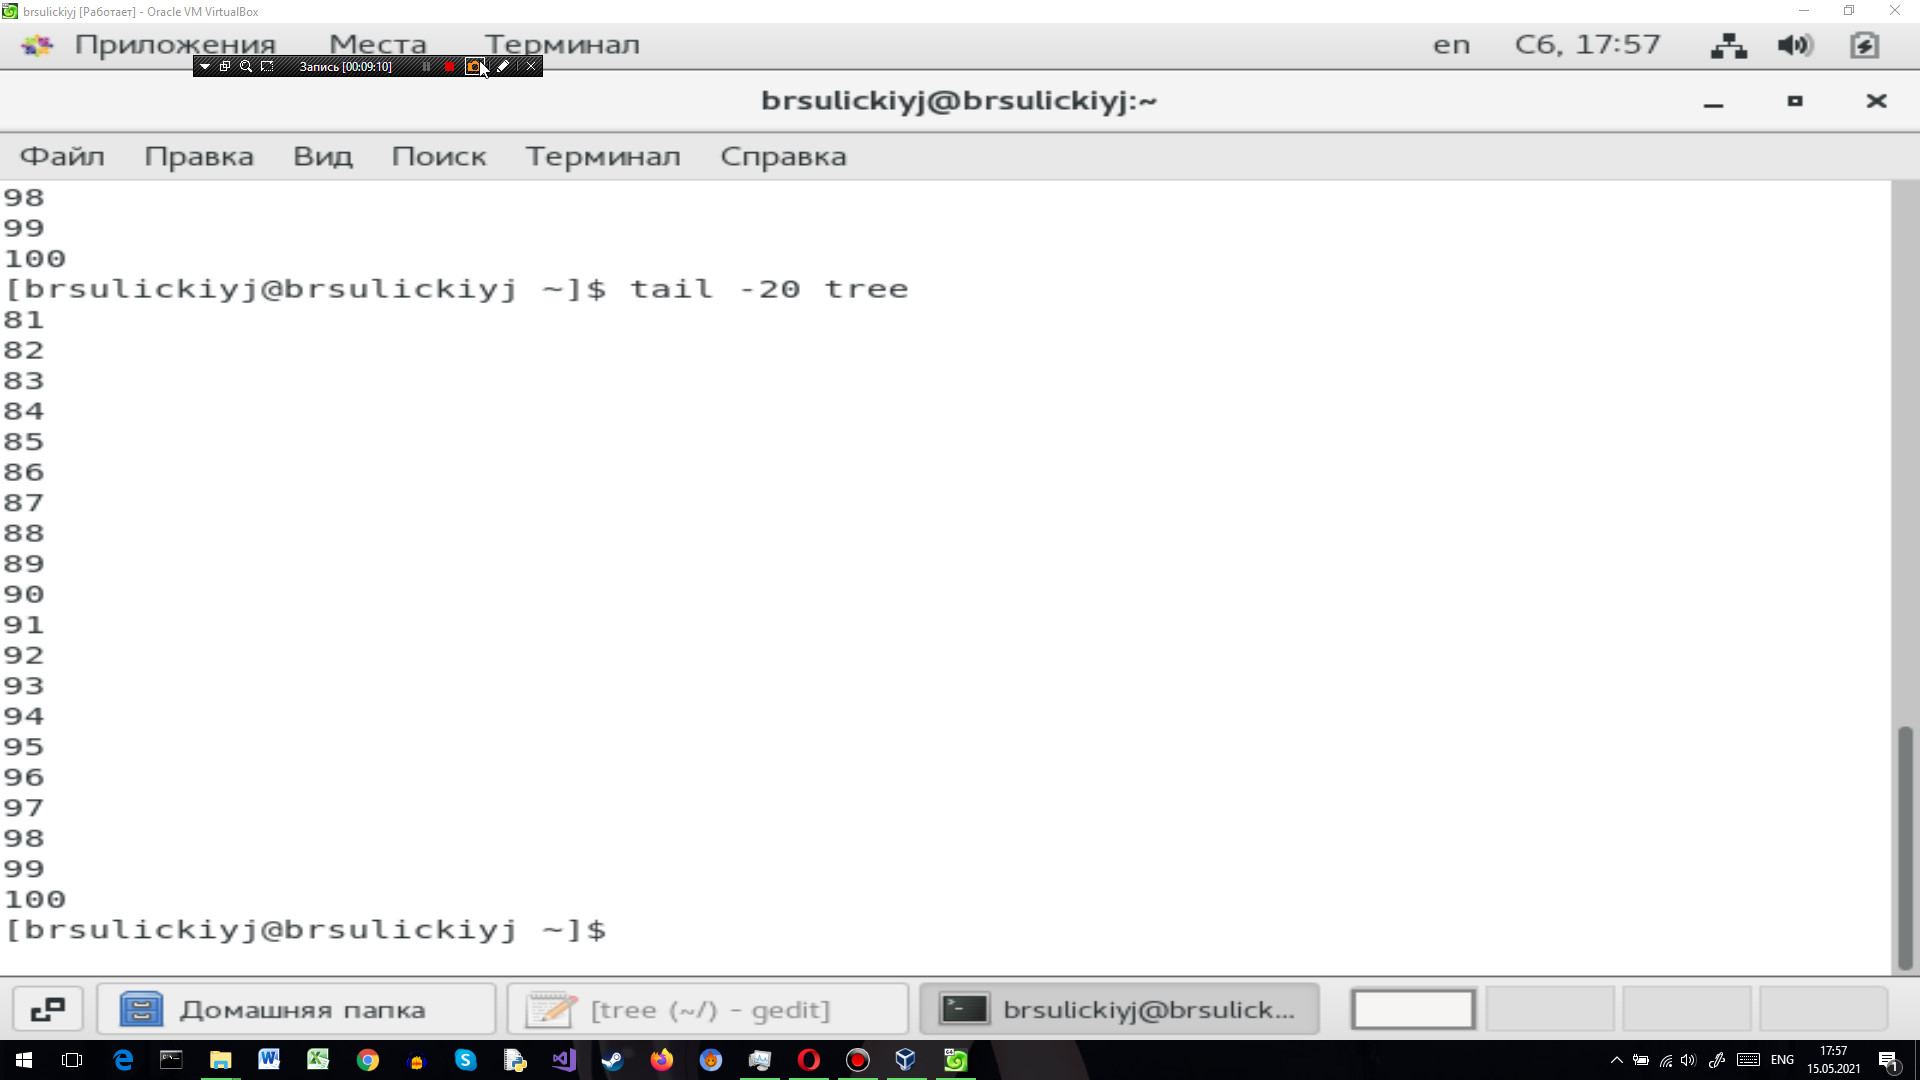 brsulickiyj [Работает] - Oracle VM VirtualBox
Приложения Места Терминал en Сб, 17:57
Запись [00:09:10]
brsulickiyj@brsulickiyj:~
Файл Правка Вид Поиск Терминал Справка
98
99
100
[brsulickiyj@brsulickiyj ~]$ tail -20 tree
81
82
83
84
85
86
87
88
89
90
91
92
93
94
95
96
97
98
99
100
[brsulickiyj@brsulickiyj ~]$
Домашняя папка [tree (~/) - gedit] brsulickiyj@brsulick...
ENG 17:57
15.05.2021 1